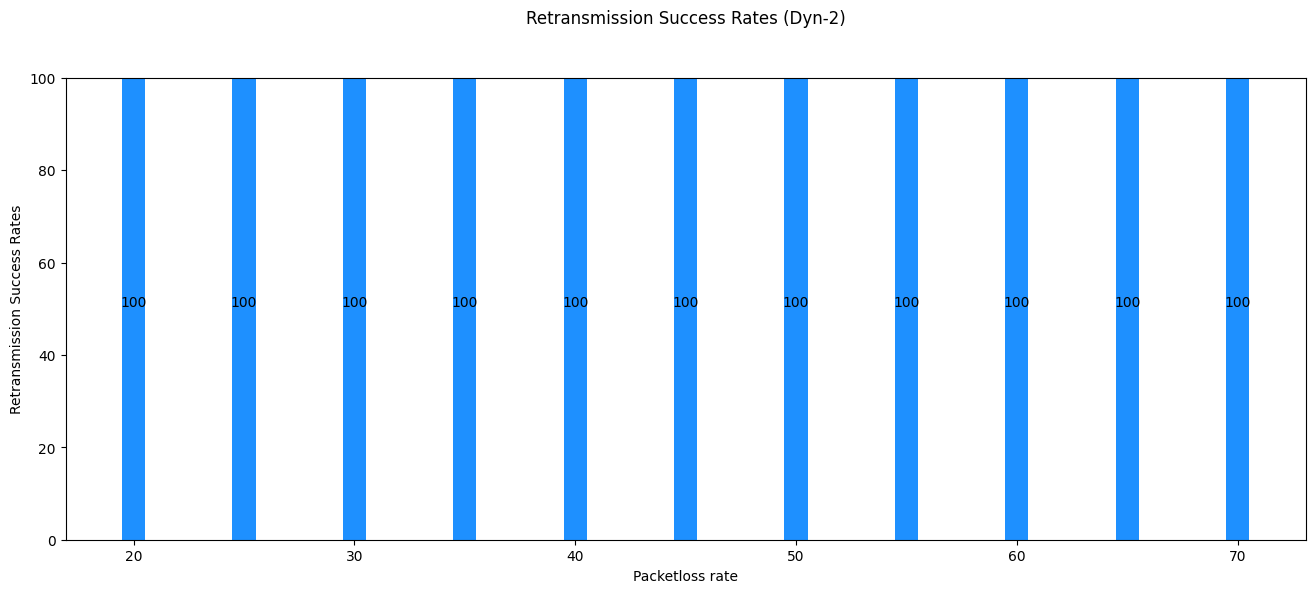 Retransmission Success Rates (Dyn-2)
100
80
60
40
20
0
Retransmission Success Rates
100 100 100 100 100 100 100 100 100 100 100
20 30 40 50 60 70
Packetloss rate